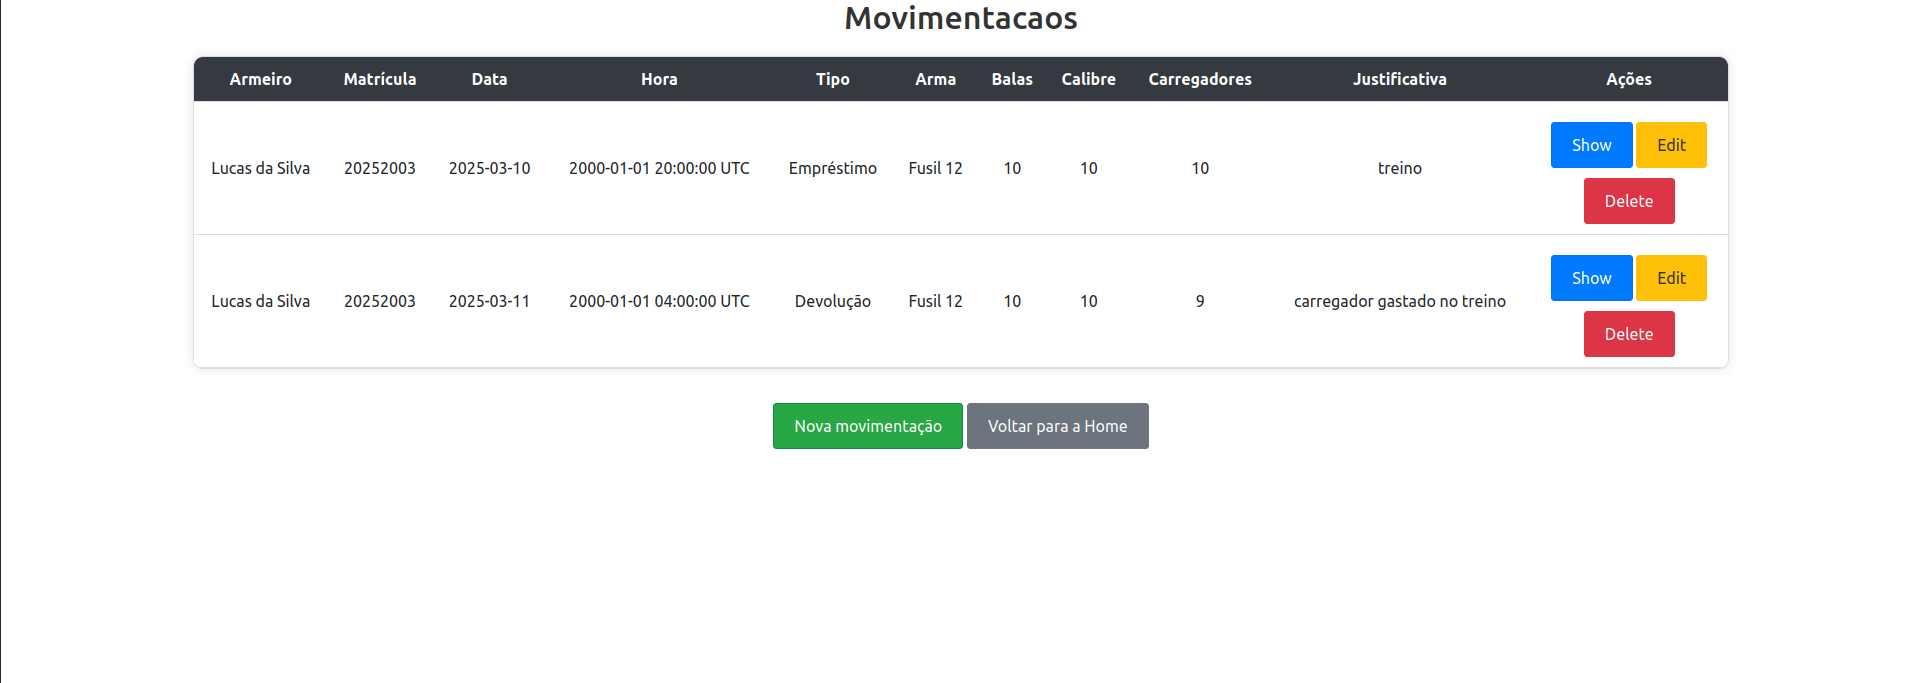 Movimentacaos
Armeiro Matrícula Data Hora Tipo Arma Balas Calibre Carregadores Justificativa Ações
Lucas da Silva 20252003 2025-03-10 2000-01-01 20:00:00 UTC Empréstimo Fusil 12 10 10 10 treino Show Edit
Delete
Lucas da Silva 20252003 2025-03-11 2000-01-01 04:00:00 UTC Devolução Fusil 12 10 10 9 carregador gastado no treino Show Edit
Delete
Nova movimentação Voltar para a Home